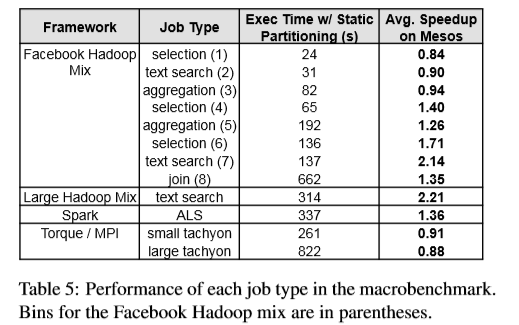 Framework Job Type Exec Time w/ Static Partitioning (s) Avg. Speedup on Mesos
Facebook Hadoop Mix selection (1) 24 0.84
text search (2) 31 0.90
aggregation (3) 82 0.94
selection (4) 65 1.40
aggregation (5) 192 1.26
selection (6) 136 1.71
text search (7) 137 2.14
join (8) 662 1.35
Large Hadoop Mix text search 314 2.21
Spark ALS 337 1.36
Torque / MPI small tachyon 261 0.91
large tachyon 822 0.88
Table 5: Performance of each job type in the macrobenchmark.
Bins for the Facebook Hadoop mix are in parentheses.